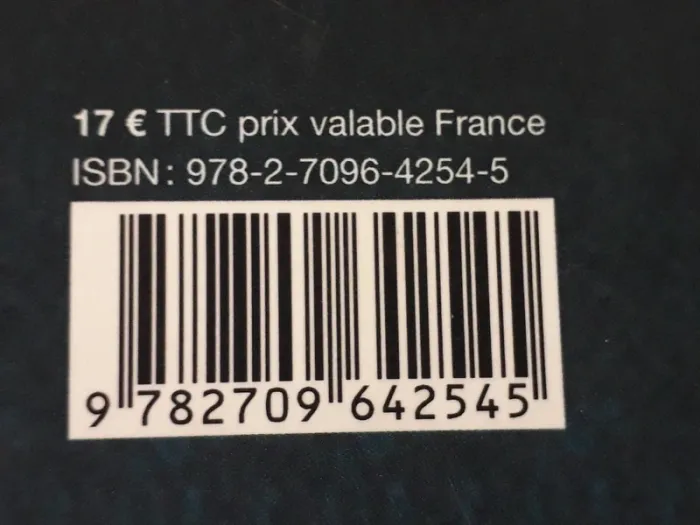 17 € TTC prix valable France
ISBN : 978-2-7096-4254-5
9 782709 642545